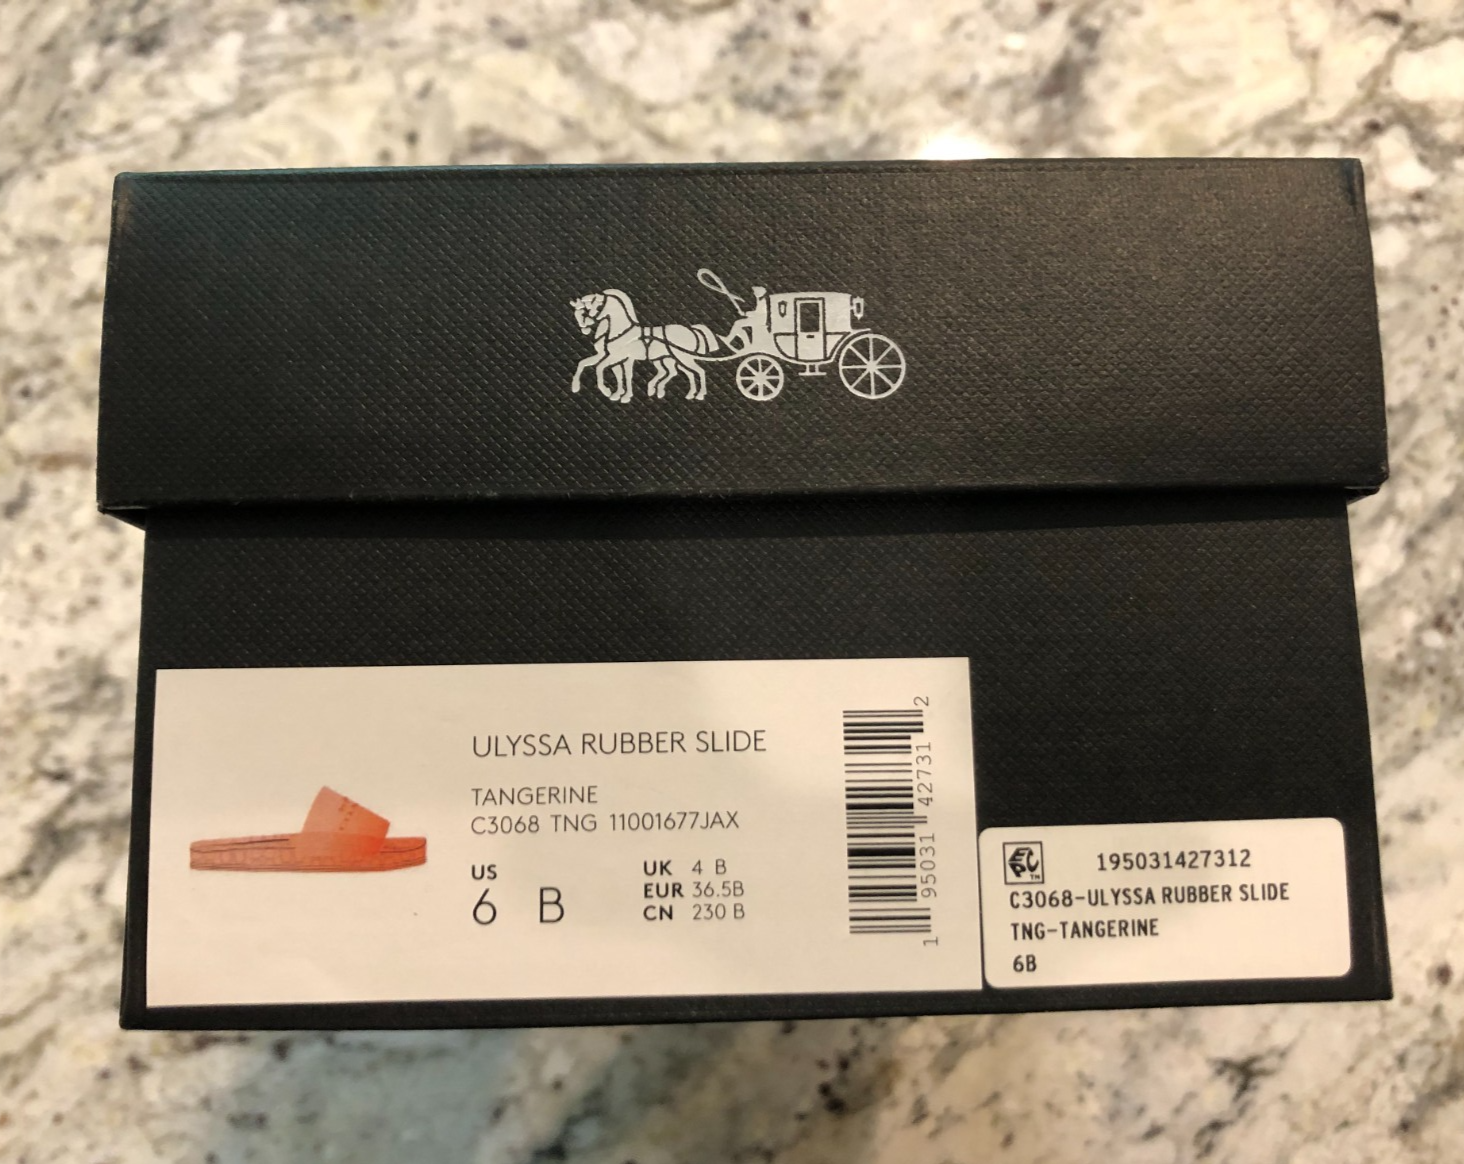 ULYSSA RUBBER SLIDE
TANGERINE
C3068 TNG 11001677JAX
US
6 B
UK 4 B
EUR 36.5B
CN 230 B
1 95031 42731 2
EPC™
195031427312
C3068-ULYSSA RUBBER SLIDE
TNG-TANGERINE
6B